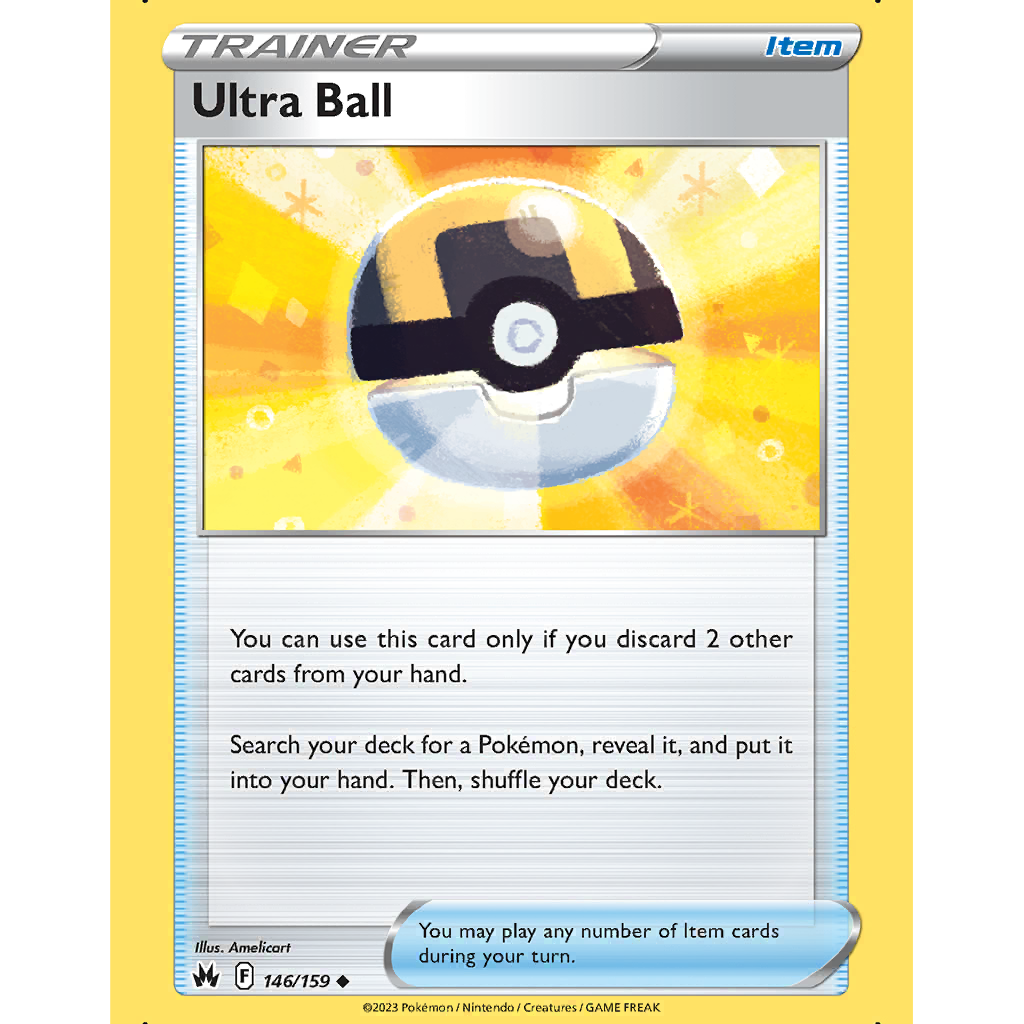 TRAINER
Item
Ultra Ball
You can use this card only if you discard 2 other
cards from your hand.
Search your deck for a Pokémon, reveal it, and put it
into your hand. Then, shuffle your deck.
You may play any number of Item cards
during your turn.
Illus. Amelicart
F 146/159
©2023 Pokémon / Nintendo / Creatures / GAME FREAK